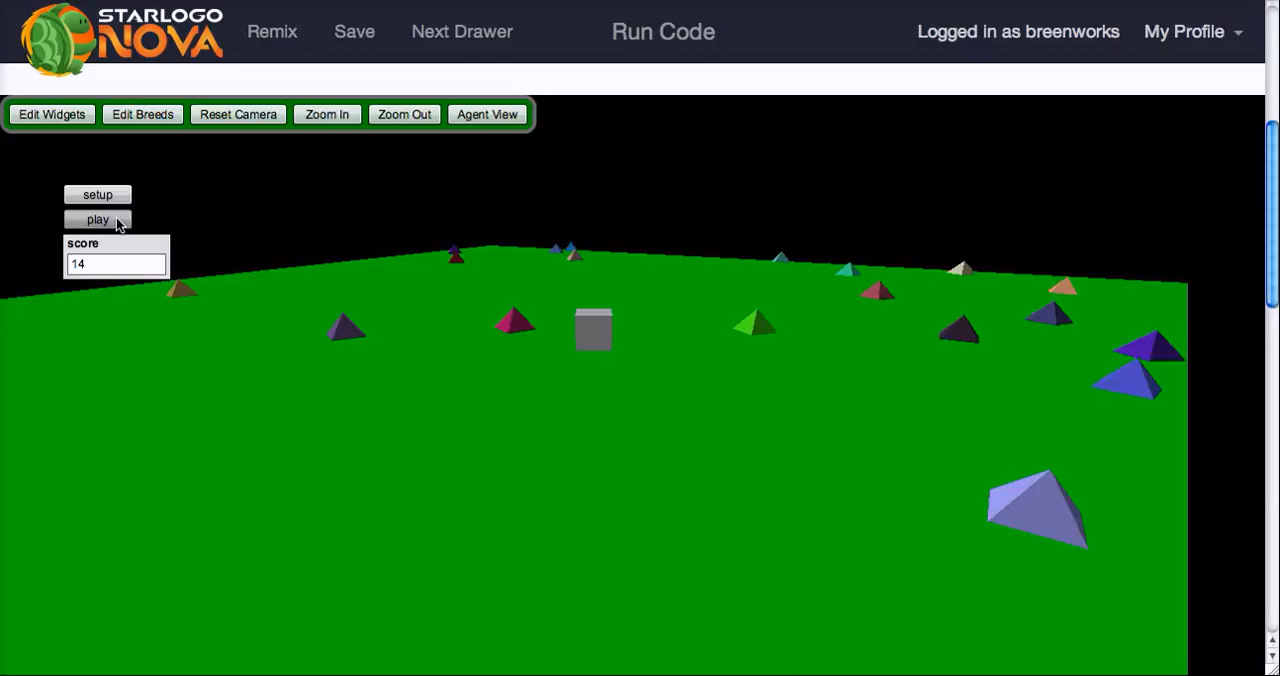 STARLOGO
NOVA
Remix Save Next Drawer Run Code Logged in as breenworks My Profile
Edit Widgets Edit Breeds Reset Camera Zoom In Zoom Out Agent View
setup
play
score
14